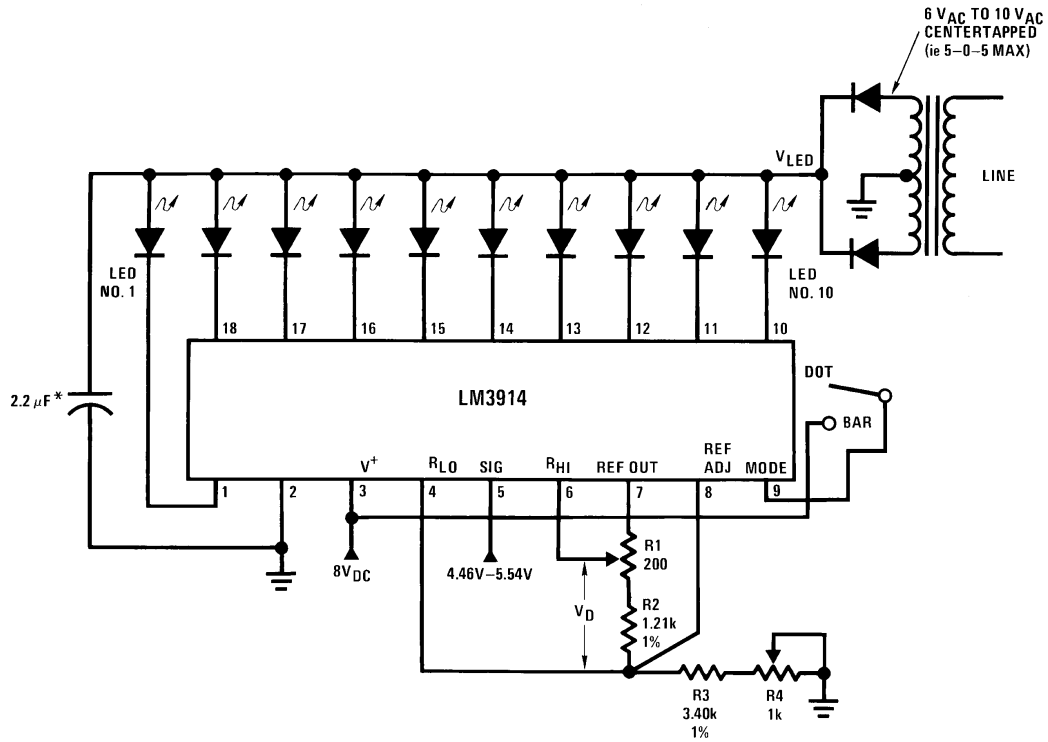 6 VAC TO 10 VAC
CENTERTAPPED
(ie 5–0–5 MAX)
VLED
LINE
LED
NO. 1
LED
NO. 10
18
17
16
15
14
13
12
11
10
LM3914
2.2 µF*
DOT
BAR
V+
RLO
SIG
RHI
REF OUT
REF
ADJ
MODE
1
2
3
4
5
6
7
8
9
8VDC
4.46V–5.54V
R1
200
VD
R2
1.21k
1%
R3
3.40k
1%
R4
1k